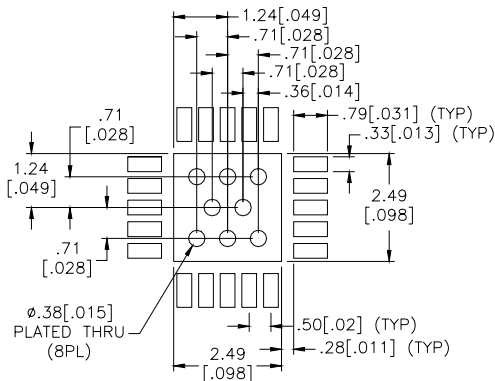 1.24[.049]
.71[.028]
.71[.028]
.71[.028]
.36[.014]
.71
[.028]
.79[.031] (TYP)
.33[.013] (TYP)
1.24
[.049]
2.49
[.098]
.71
[.028]
ø.38[.015]
PLATED THRU
(8PL)
.50[.02] (TYP)
.28[.011] (TYP)
2.49
[.098]